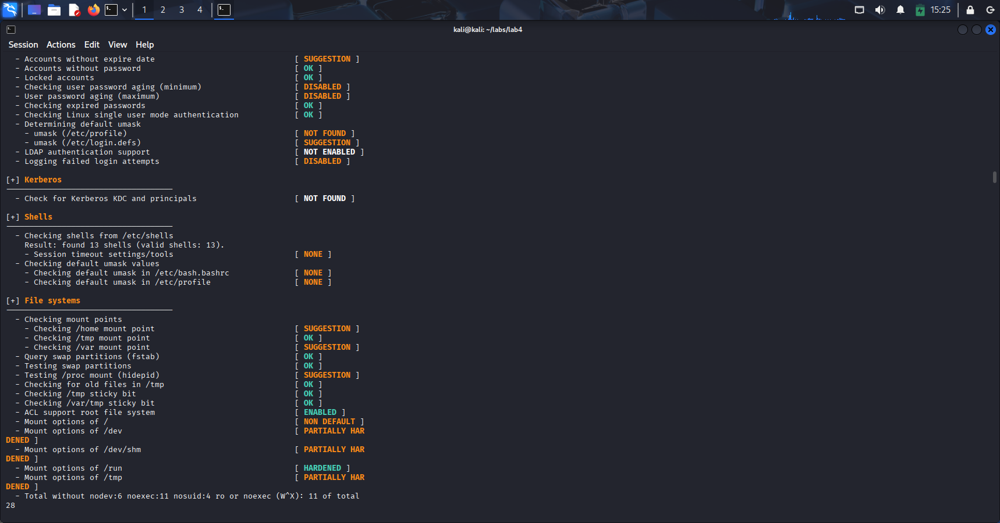 1 2 3 4 15:25
kali@kali: ~/labs/lab4
Session Actions Edit View Help
- Accounts without expire date [ SUGGESTION ]
- Accounts without password [ OK ]
- Locked accounts [ OK ]
- Checking user password aging (minimum) [ DISABLED ]
- User password aging (maximum) [ DISABLED ]
- Checking expired passwords [ OK ]
- Checking Linux single user mode authentication [ OK ]
- Determining default umask
- umask (/etc/profile) [ NOT FOUND ]
- umask (/etc/login.defs) [ SUGGESTION ]
- LDAP authentication support [ NOT ENABLED ]
- Logging failed login attempts [ DISABLED ]
[+] Kerberos
------------------------------------
- Check for Kerberos KDC and principals [ NOT FOUND ]
[+] Shells
------------------------------------
- Checking shells from /etc/shells
Result: found 13 shells (valid shells: 13).
- Session timeout settings/tools [ NONE ]
- Checking default umask values
- Checking default umask in /etc/bash.bashrc [ NONE ]
- Checking default umask in /etc/profile [ NONE ]
[+] File systems
------------------------------------
- Checking mount points
- Checking /home mount point [ SUGGESTION ]
- Checking /tmp mount point [ OK ]
- Checking /var mount point [ SUGGESTION ]
- Query swap partitions (fstab) [ OK ]
- Testing swap partitions [ OK ]
- Testing /proc mount (hidepid) [ SUGGESTION ]
- Checking for old files in /tmp [ OK ]
- Checking /tmp sticky bit [ OK ]
- Checking /var/tmp sticky bit [ OK ]
- ACL support root file system [ ENABLED ]
- Mount options of / [ NON DEFAULT ]
- Mount options of /dev [ PARTIALLY HAR
DENED ]
- Mount options of /dev/shm [ PARTIALLY HAR
DENED ]
- Mount options of /run [ HARDENED ]
- Mount options of /tmp [ PARTIALLY HAR
DENED ]
- Total without nodev:6 noexec:11 nosuid:4 ro or noexec (W^X): 11 of total
28